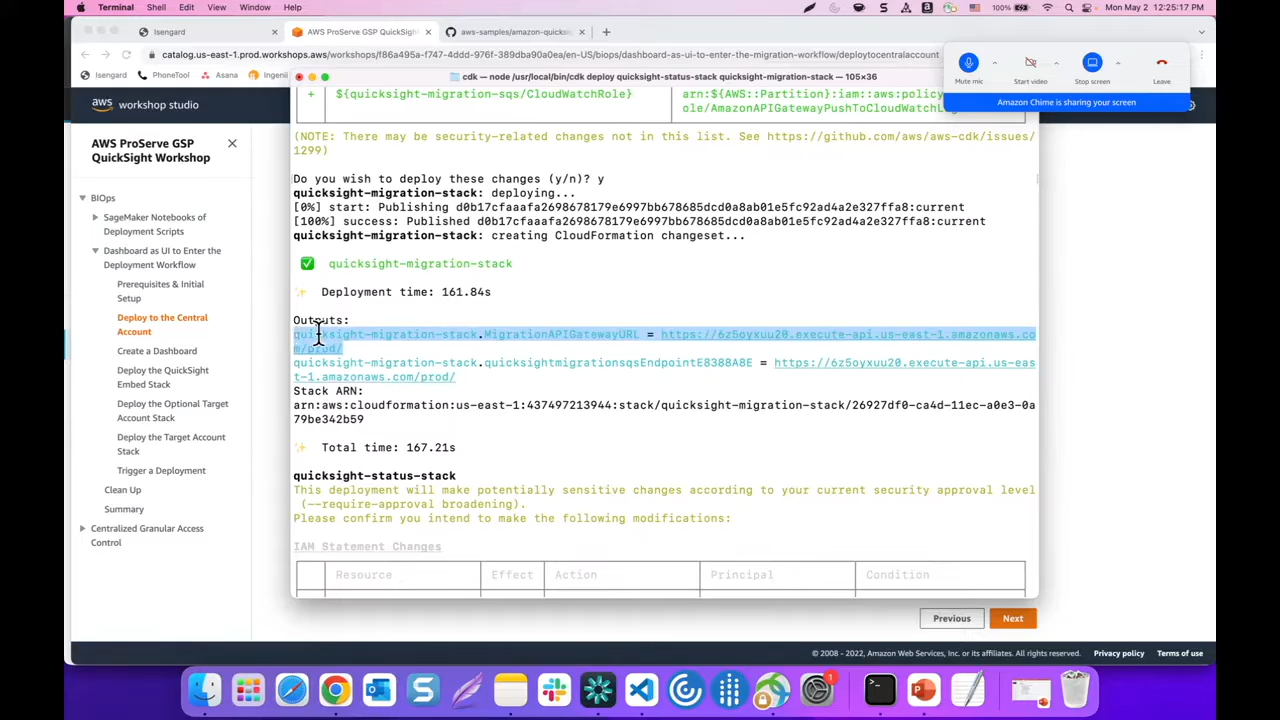 Terminal Shell Edit View Window Help
100% Mon May 2 12:25:17 PM
Isengard
AWS ProServe GSP QuickSight
aws-samples/amazon-quicksight
catalog.us-east-1.prod.workshops.aws/workshops/f86a495a-f747-4ddd-976f-389dba90a0ea/en-US/biops/dashboard-as-ui-to-enter-the-migration-workflow/deploytocentralaccount
Isengard PhoneTool Asana Ingenii
Mute mic Start video Stop screen Leave
Amazon Chime is sharing your screen
aws workshop studio
cdk — node /usr/local/bin/cdk deploy quicksight-status-stack quicksight-migration-stack — 105×36
AWS ProServe GSP
QuickSight Workshop
BIOps
SageMaker Notebooks of
Deployment Scripts
Dashboard as UI to Enter the
Deployment Workflow
Prerequisites & Initial
Setup
Deploy to the Central
Account
Create a Dashboard
Deploy the QuickSight
Embed Stack
Deploy the Optional Target
Account Stack
Deploy the Target Account
Stack
Trigger a Deployment
Clean Up
Summary
Centralized Granular Access
Control
+ ${quicksight-migration-sqs/CloudWatchRole} arn:${AWS::Partition}:iam::aws:policy
ole/AmazonAPIGatewayPushToCloudWatch
(NOTE: There may be security-related changes not in this list. See https://github.com/aws/aws-cdk/issues/
1299)
Do you wish to deploy these changes (y/n)? y
quicksight-migration-stack: deploying...
[0%] start: Publishing d0b17cfaaafa2698678179e6997bb678685dcd0a8ab01e5fc92ad4a2e327ffa8:current
[100%] success: Published d0b17cfaaafa2698678179e6997bb678685dcd0a8ab01e5fc92ad4a2e327ffa8:current
quicksight-migration-stack: creating CloudFormation changeset...
✅ quicksight-migration-stack
✨ Deployment time: 161.84s
Outputs:
quicksight-migration-stack.MigrationAPIGatewayURL = https://6z5oyxuu20.execute-api.us-east-1.amazonaws.co
m/prod/
quicksight-migration-stack.quicksightmigrationsqsEndpointE8388A8E = https://6z5oyxuu20.execute-api.us-eas
t-1.amazonaws.com/prod/
Stack ARN:
arn:aws:cloudformation:us-east-1:437497213944:stack/quicksight-migration-stack/26927df0-ca4d-11ec-a0e3-0a
79be342b59
✨ Total time: 167.21s
quicksight-status-stack
This deployment will make potentially sensitive changes according to your current security approval level
(--require-approval broadening).
Please confirm you intend to make the following modifications:
IAM Statement Changes
Resource Effect Action Principal Condition
Previous Next
© 2008 - 2022, Amazon Web Services, Inc. or its affiliates. All rights reserved. Privacy policy Terms of use
1